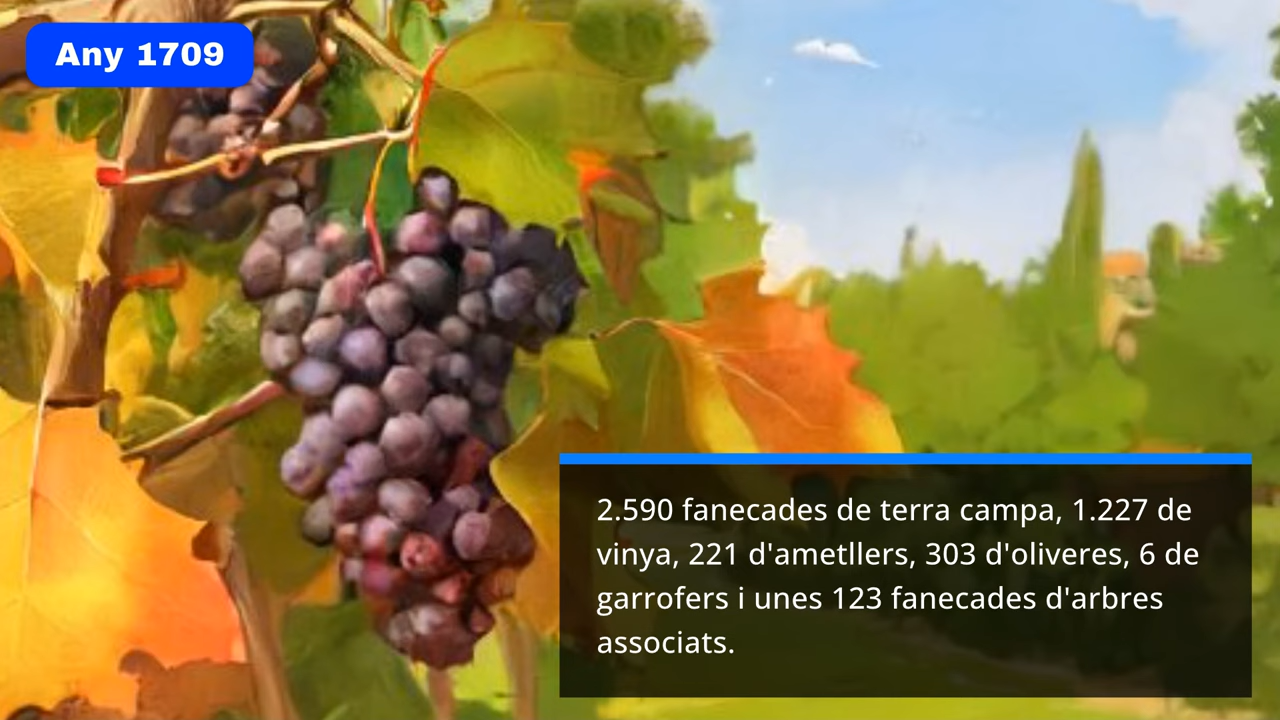 Any 1709
2.590 fanecades de terra campa, 1.227 de
vinya, 221 d'ametllers, 303 d'oliveres, 6 de
garrofers i unes 123 fanecades d'arbres
associats.